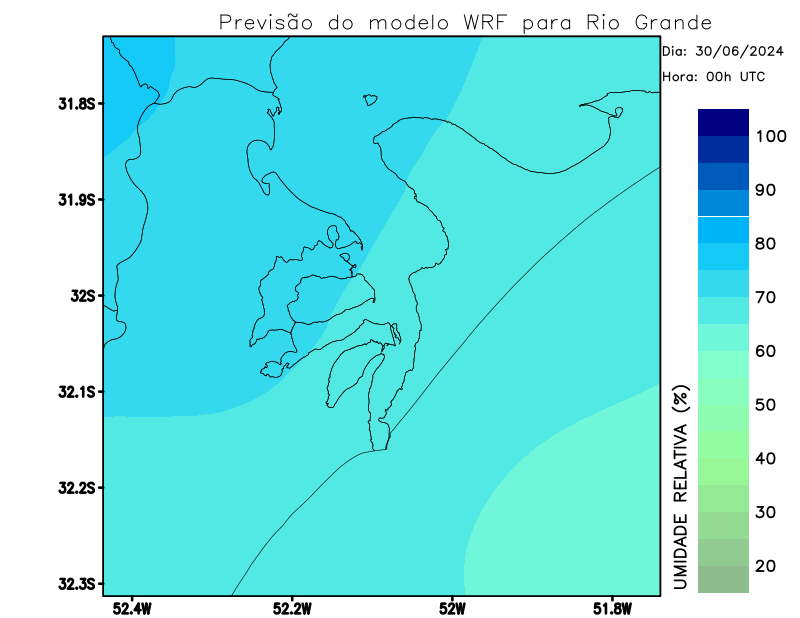 Previsão do modelo WRF para Rio Grande
Dia: 30/06/2024
Hora: 00h UTC
31.8S
31.9S
32S
32.1S
32.2S
32.3S
52.4W
52.2W
52W
51.8W
100
90
80
70
60
50
40
30
20
UMIDADE RELATIVA (%)